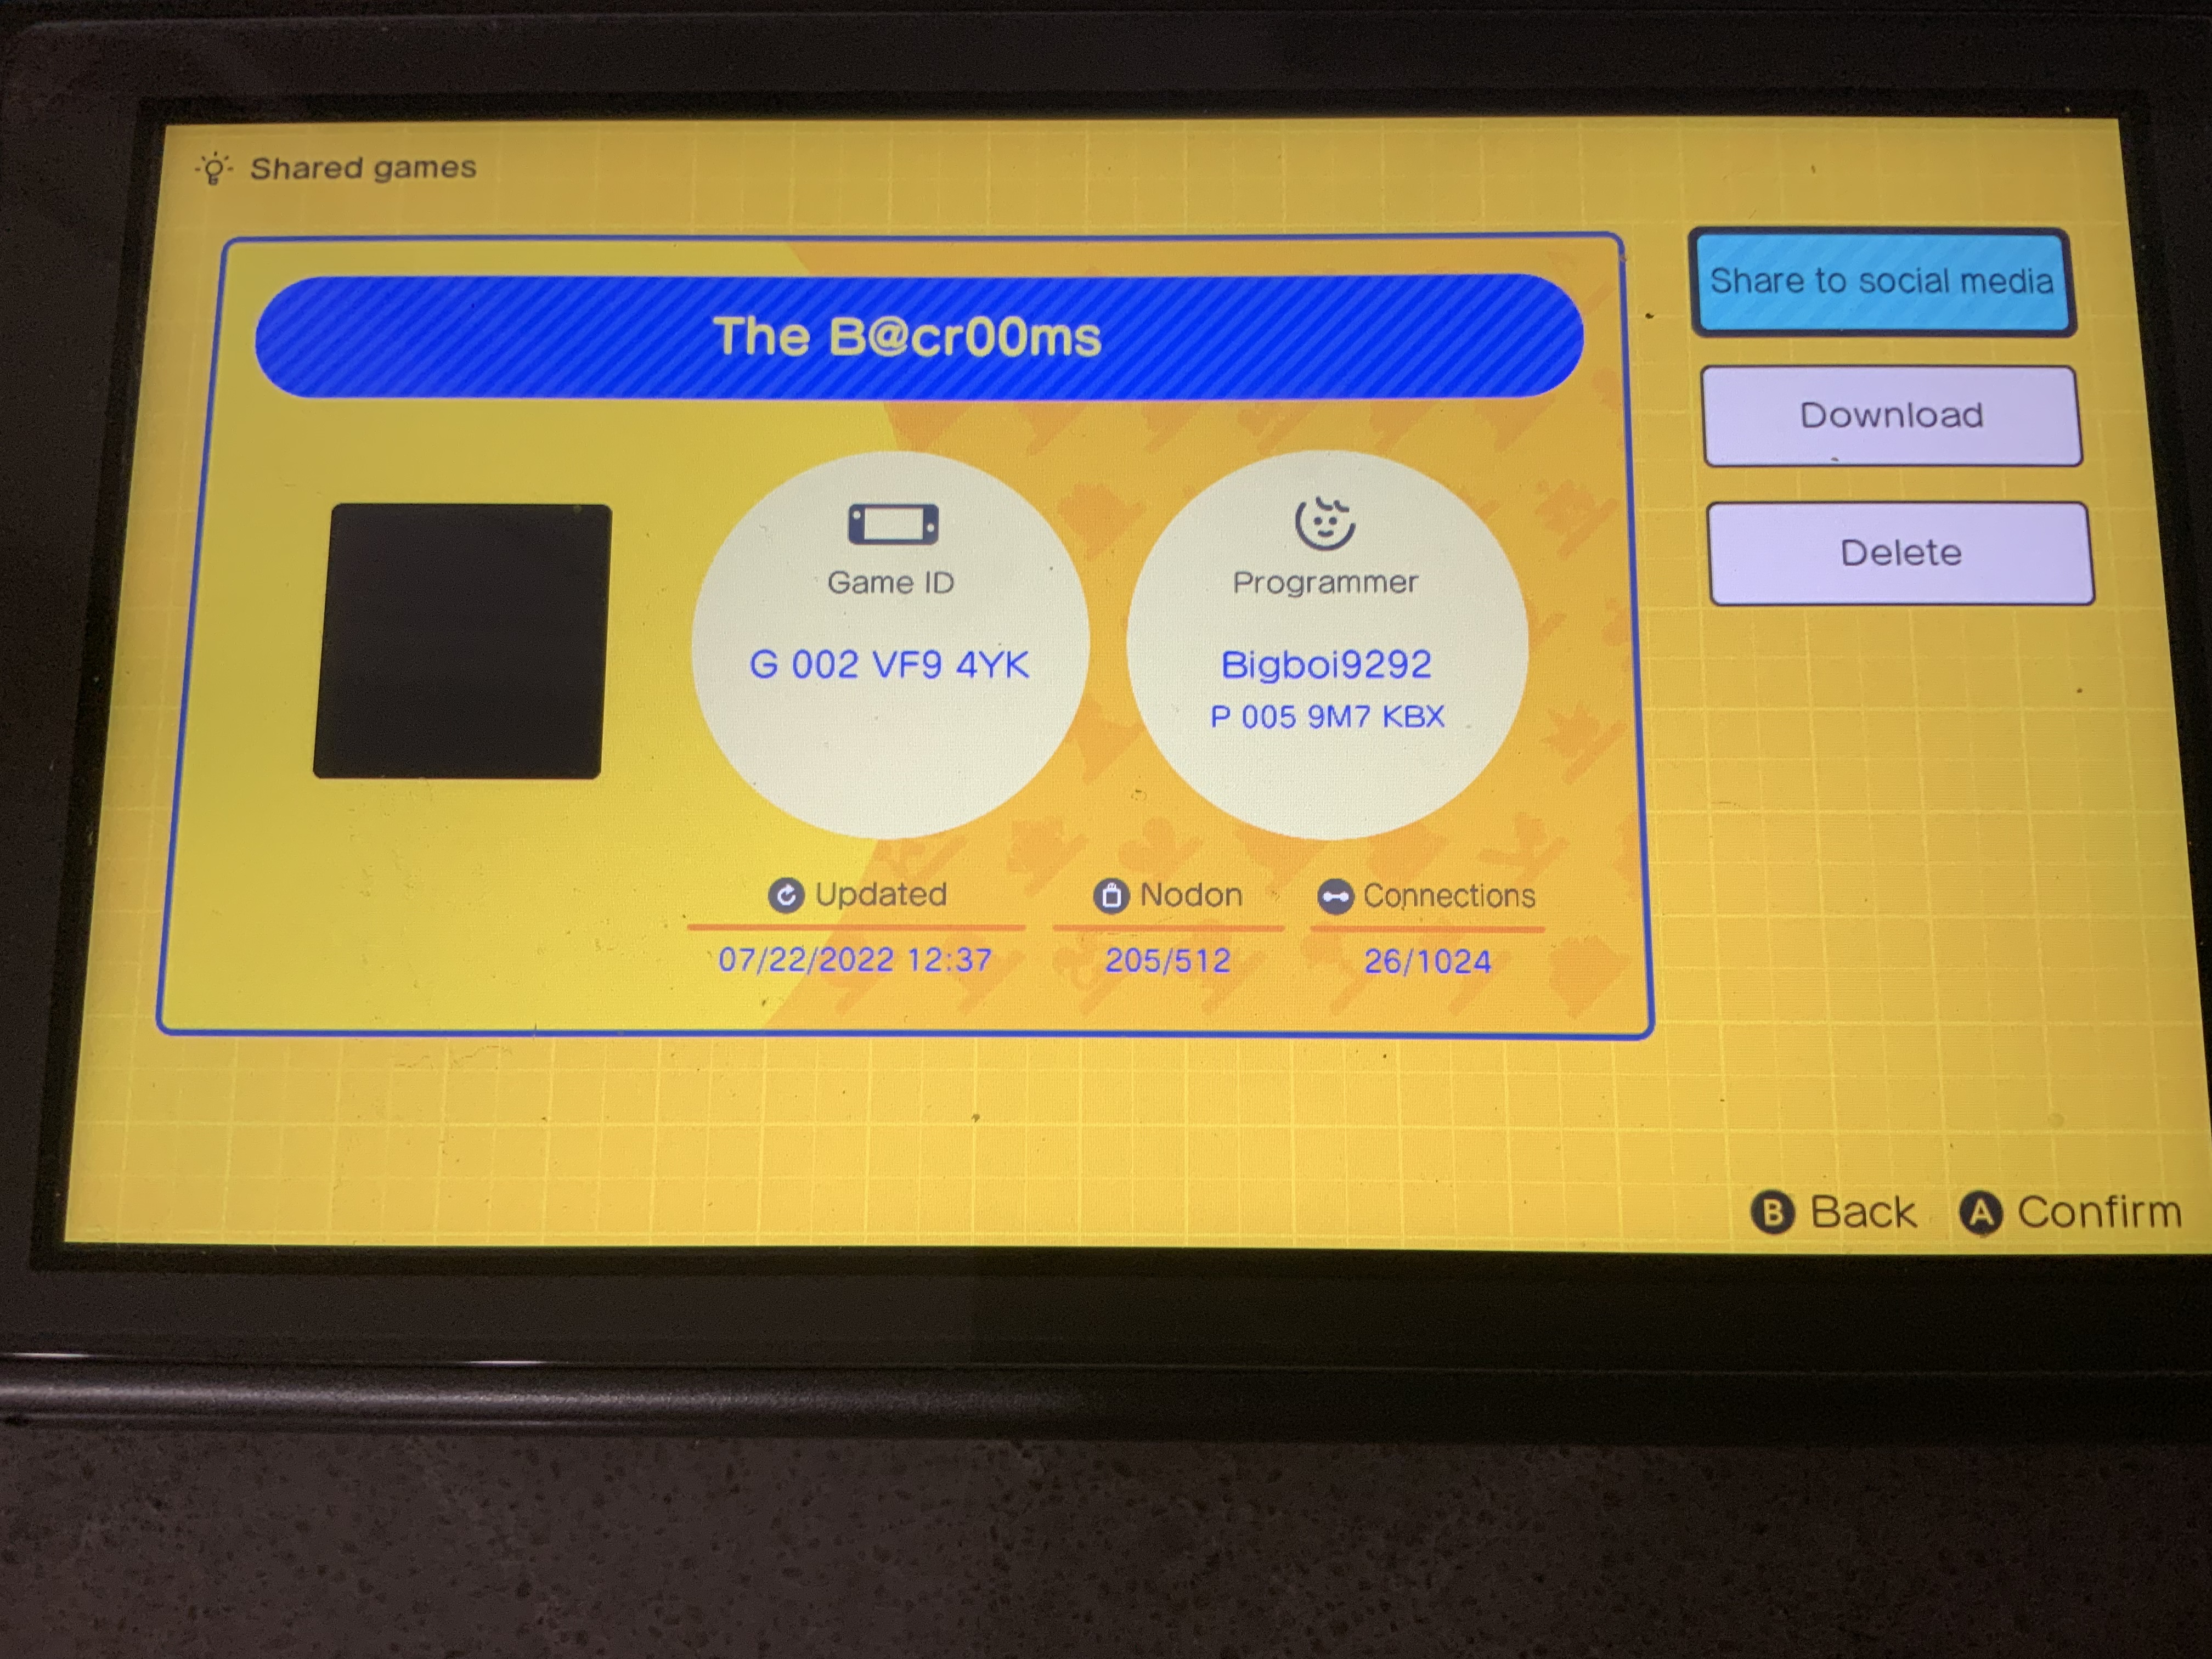 Shared games
The B@cr00ms
Share to social media
Download
Delete
Game ID
G 002 VF9 4YK
Programmer
Bigboi9292
P 005 9M7 KBX
Updated
07/22/2022 12:37
Nodon
205/512
Connections
26/1024
B Back A Confirm